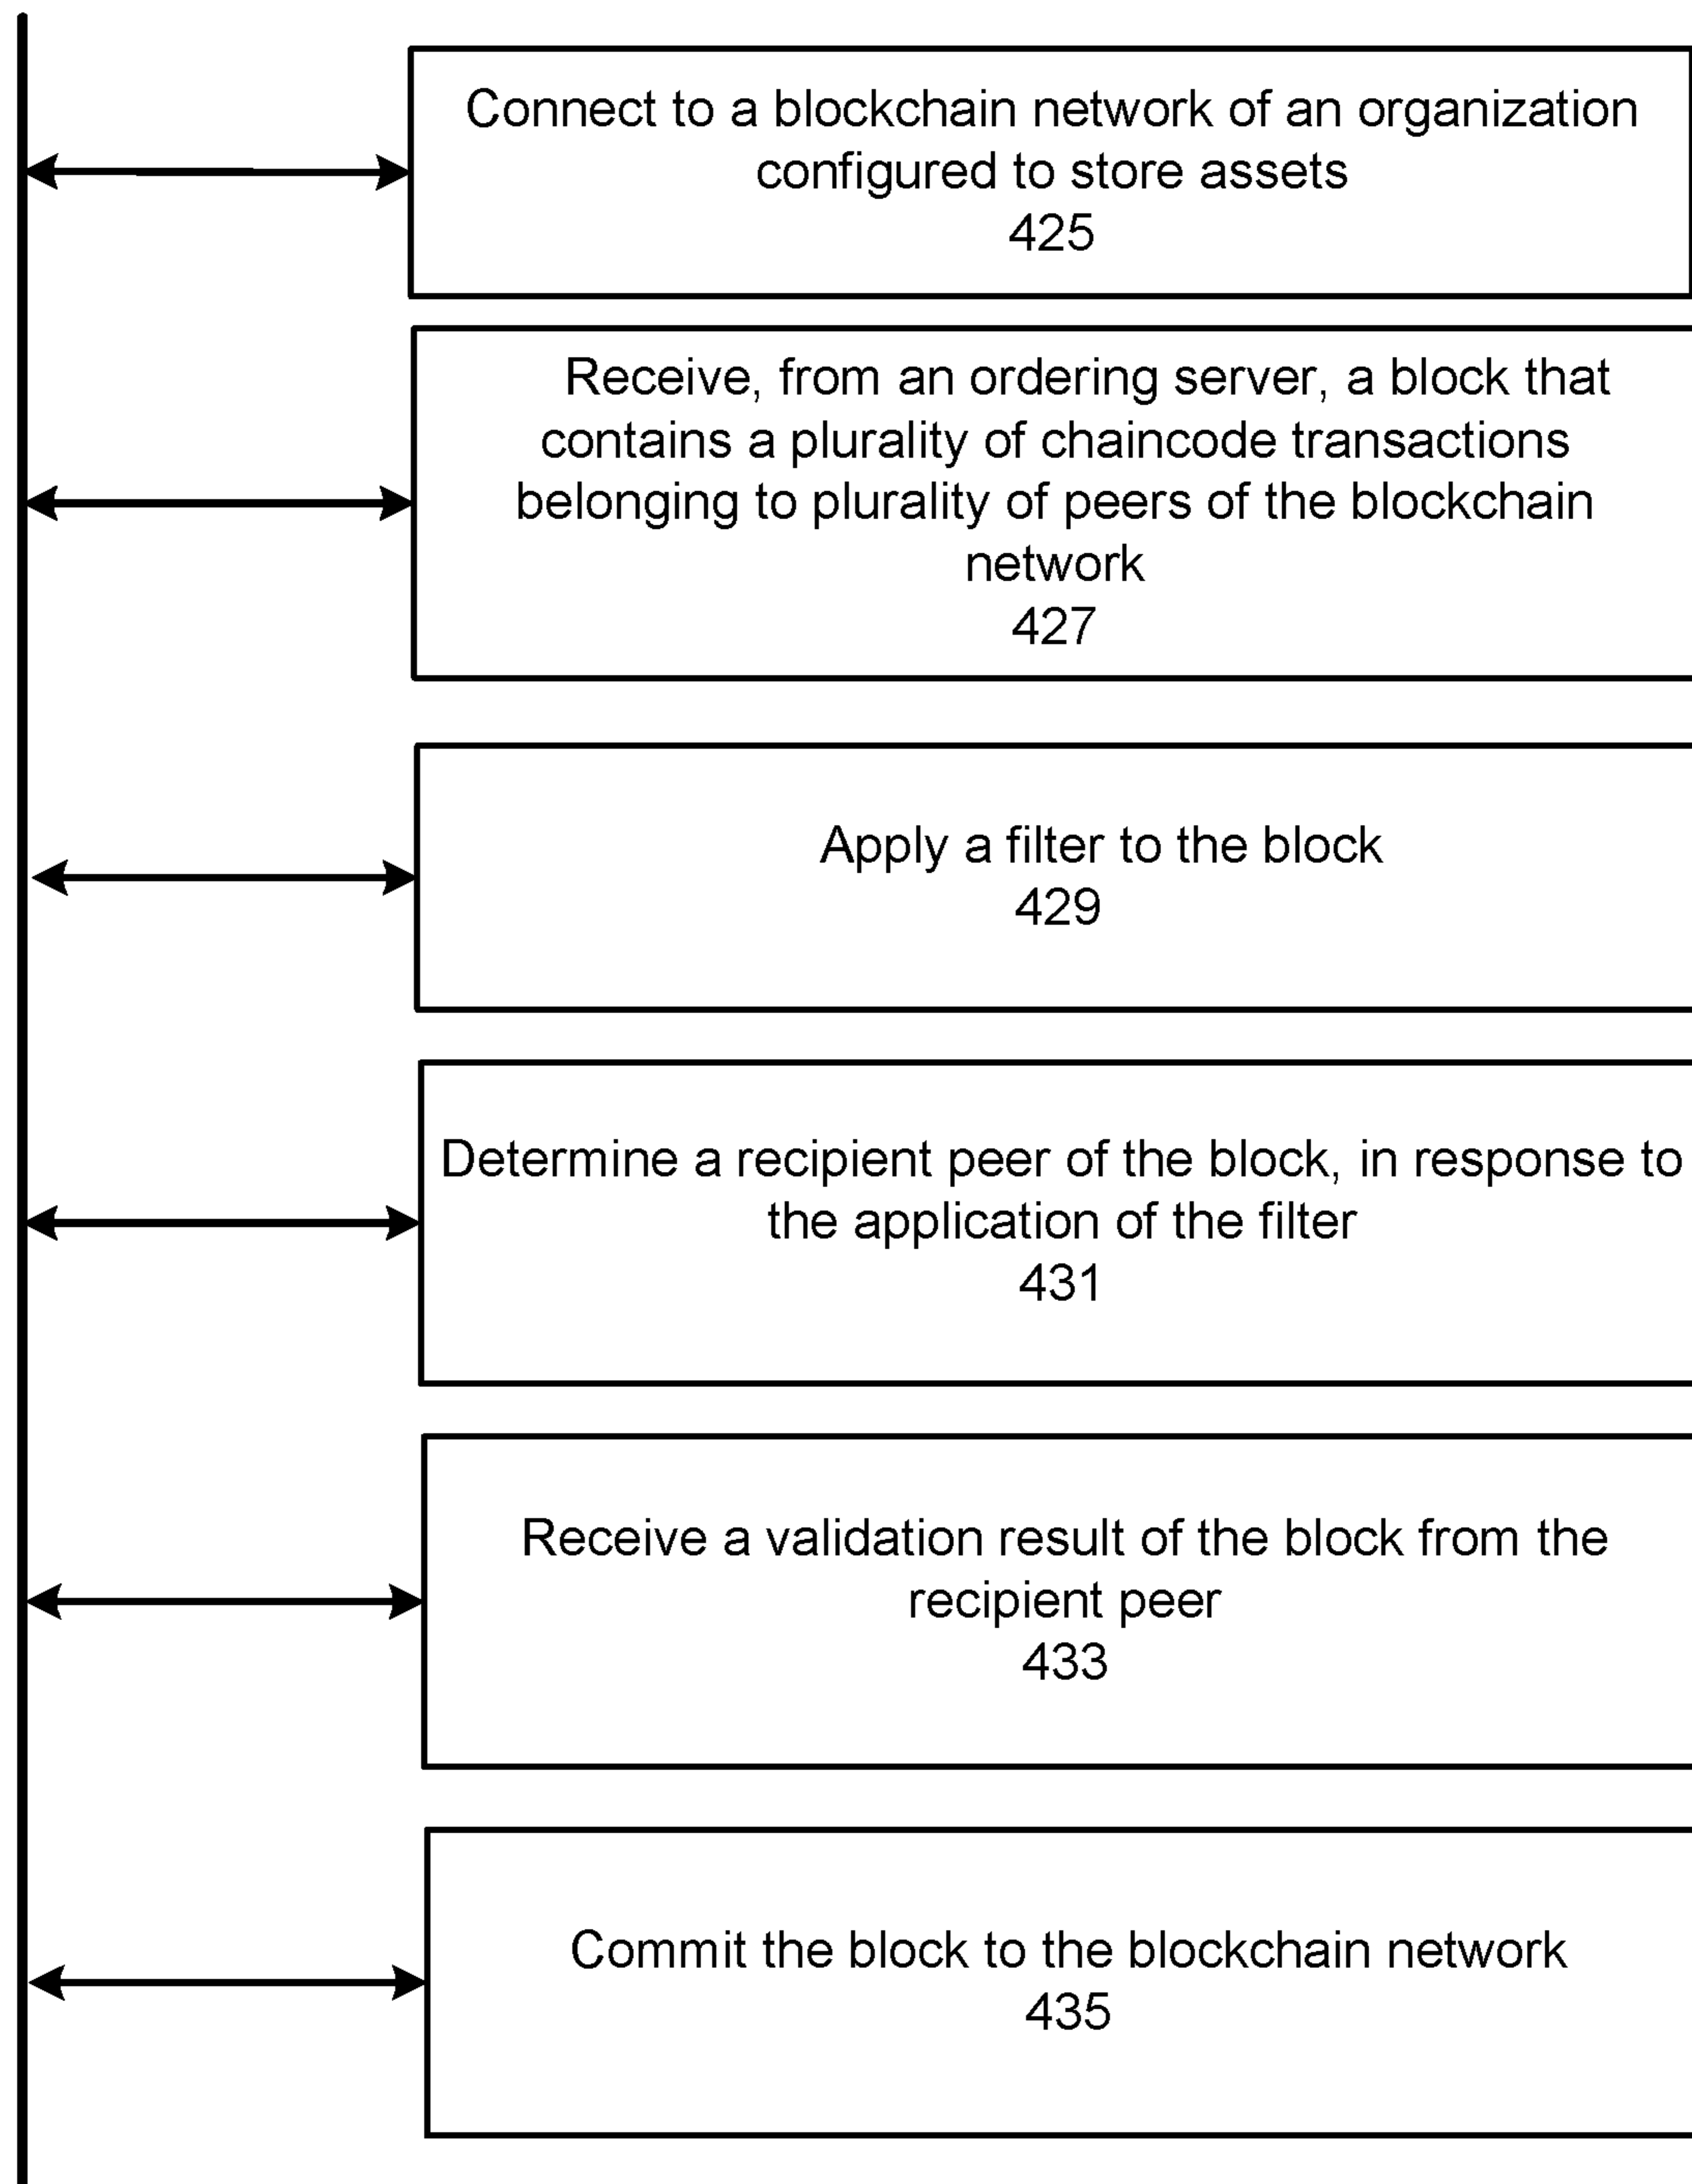 Connect to a blockchain network of an organization
configured to store assets
425
Receive, from an ordering server, a block that
contains a plurality of chaincode transactions
belonging to plurality of peers of the blockchain
network
427
Apply a filter to the block
429
Determine a recipient peer of the block, in response to
the application of the filter
431
Receive a validation result of the block from the
recipient peer
433
Commit the block to the blockchain network
435